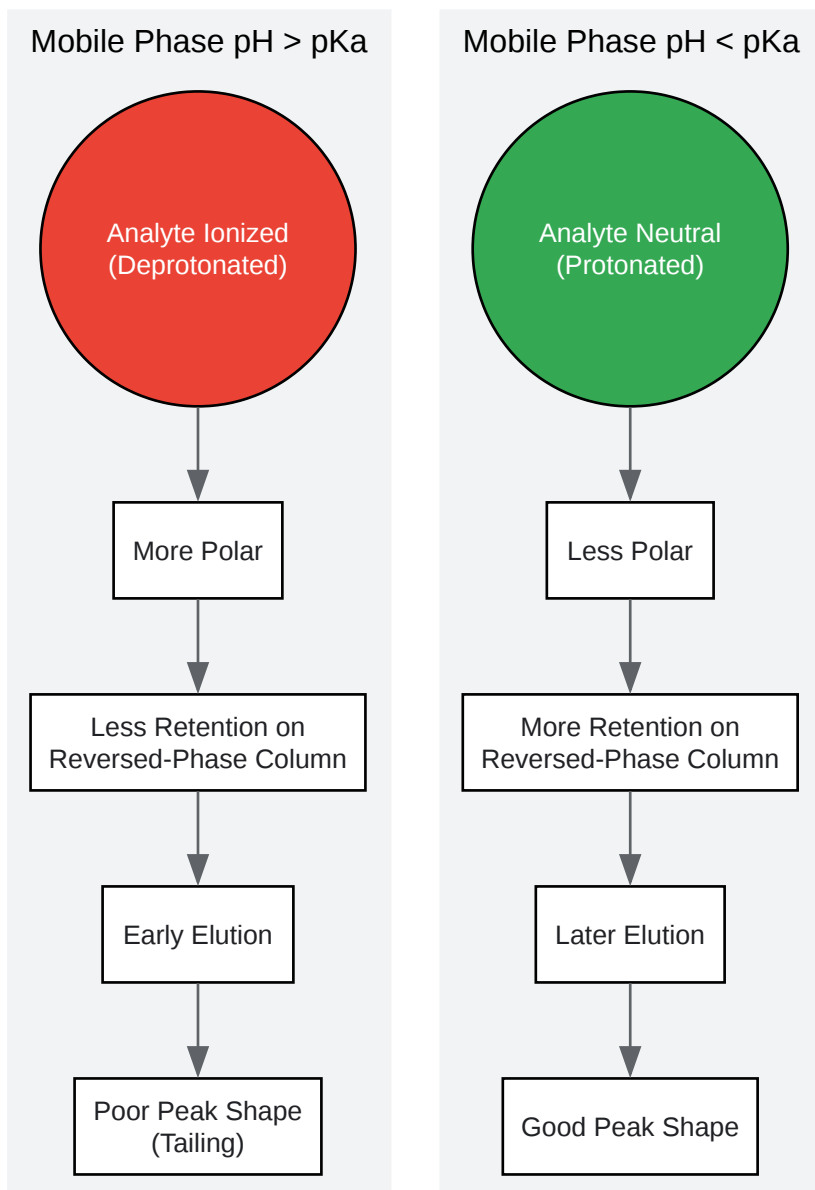 Mobile Phase pH > pKa
Analyte Ionized
(Deprotonated)
More Polar
Less Retention on
Reversed-Phase Column
Early Elution
Poor Peak Shape
(Tailing)
Mobile Phase pH < pKa
Analyte Neutral
(Protonated)
Less Polar
More Retention on
Reversed-Phase Column
Later Elution
Good Peak Shape